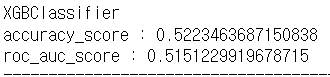 XGBClassifier
accuracy_score : 0.5223463687150838
roc_auc_score : 0.5151229919678715
----------------------------------------